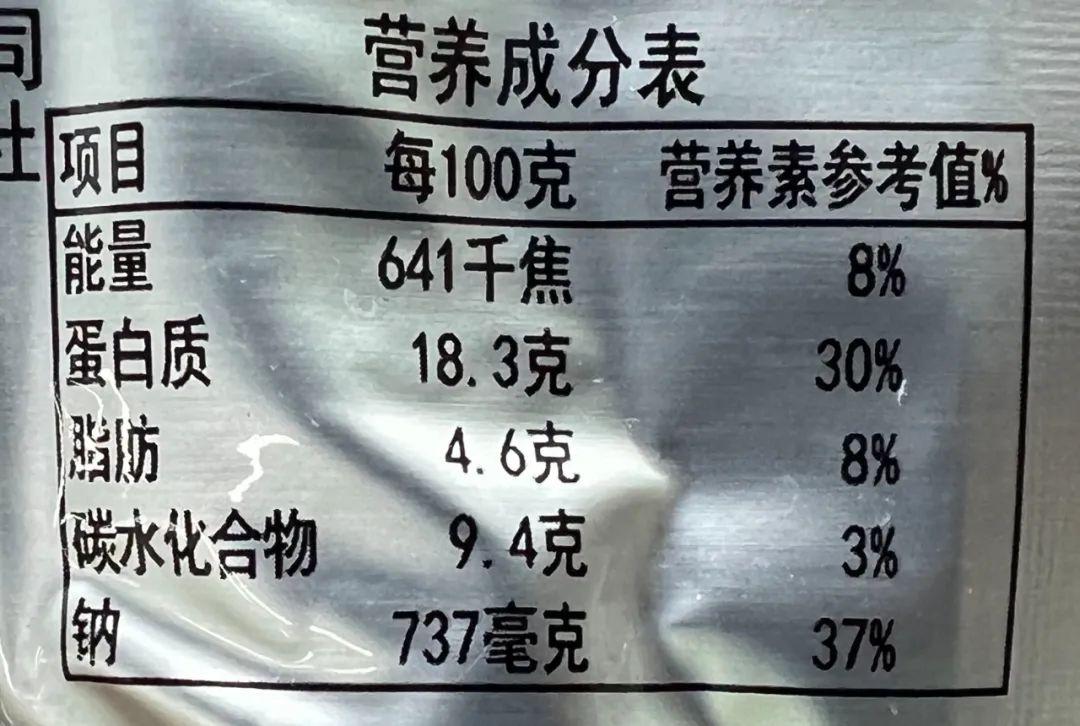 司
营养成分表
项目 每100克 营养素参考值%
能量 641千焦 8%
蛋白质 18.3克 30%
脂肪 4.6克 8%
碳水化合物 9.4克 3%
钠 737毫克 37%